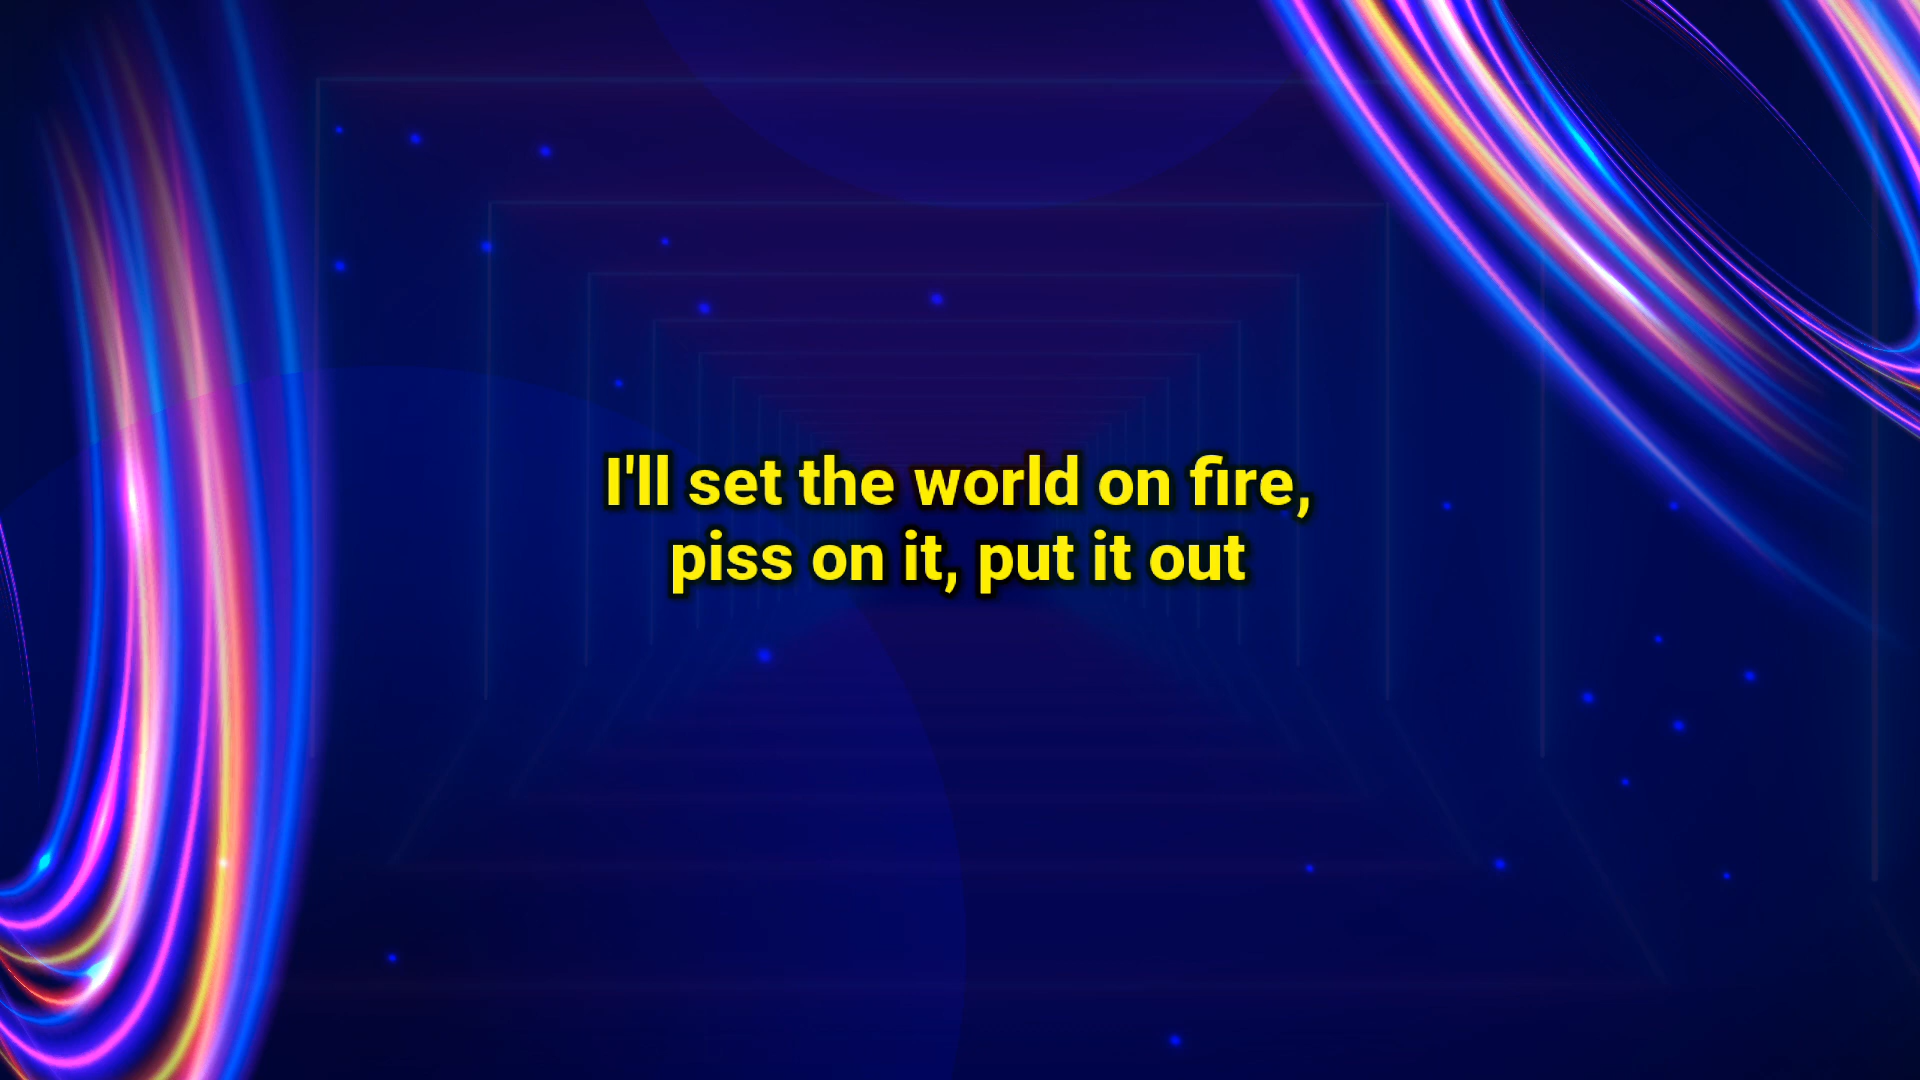 I'll set the world on fire,
piss on it, put it out